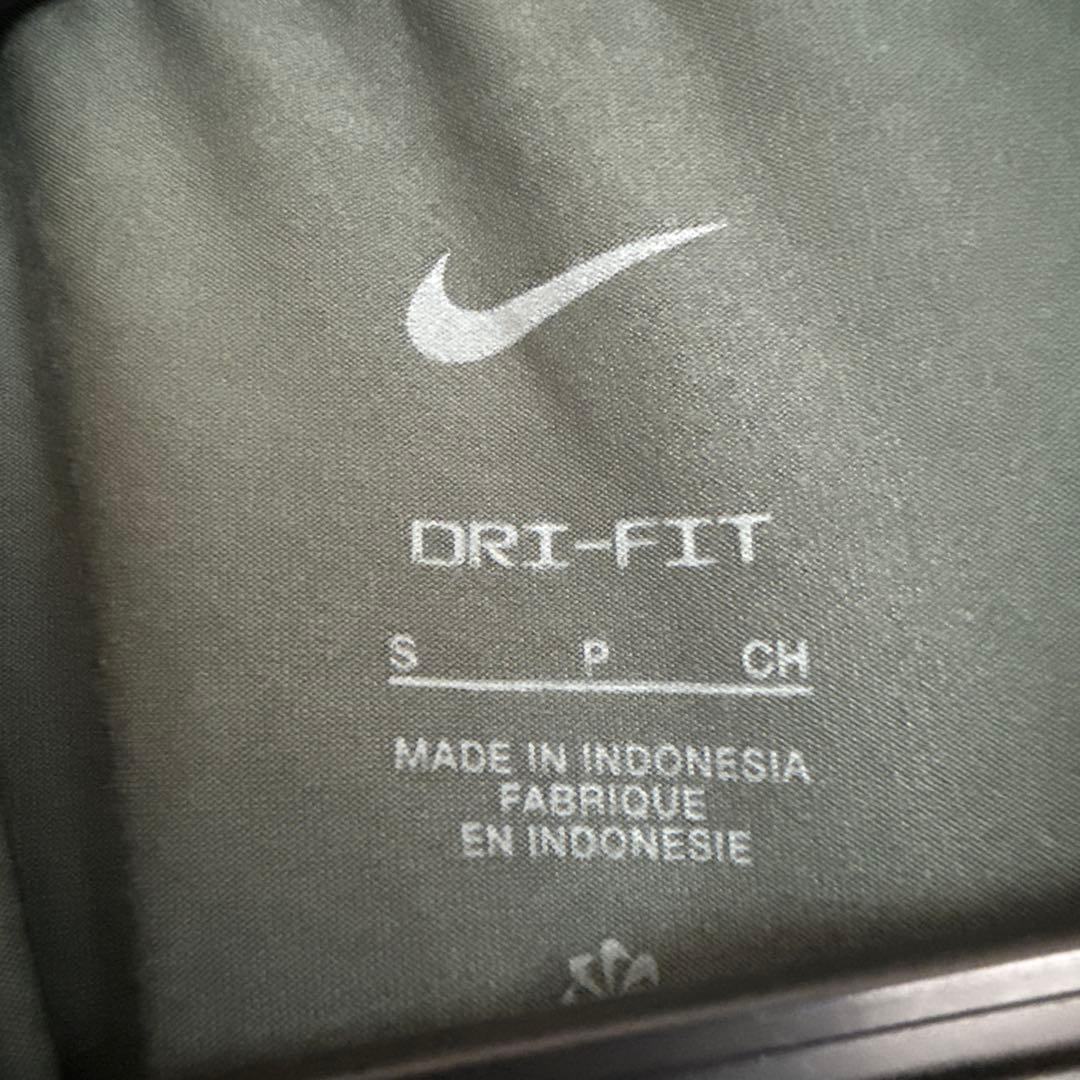 DRI-FIT
S P CH
MADE IN INDONESIA
FABRIQUE
EN INDONESIE